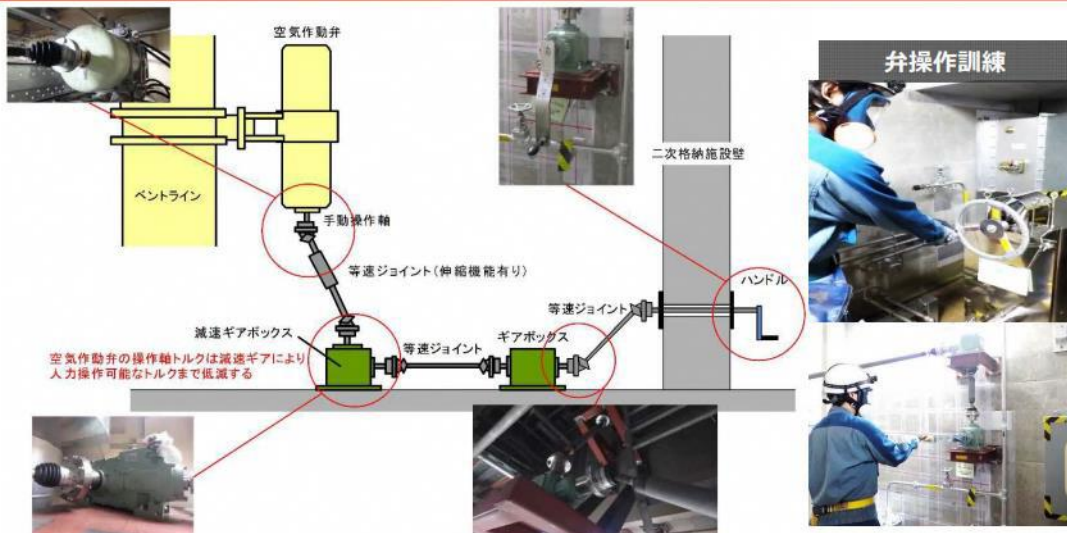 空気作動弁
弁操作訓練
二次格納施設壁
ベントライン
手動操作軸
等速ジョイント(伸縮機能有り)
ハンドル
等速ジョイント
減速ギアボックス
ギアボックス
等速ジョイント
空気作動弁の操作軸トルクは減速ギアにより
人力操作可能なトルクまで低減する